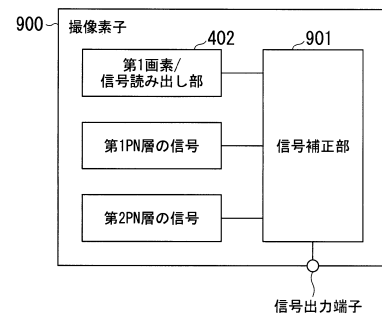 900
撮像素子
402
第1画素/
信号読み出し部
901
第1PN層の信号
信号補正部
第2PN層の信号
信号出力端子